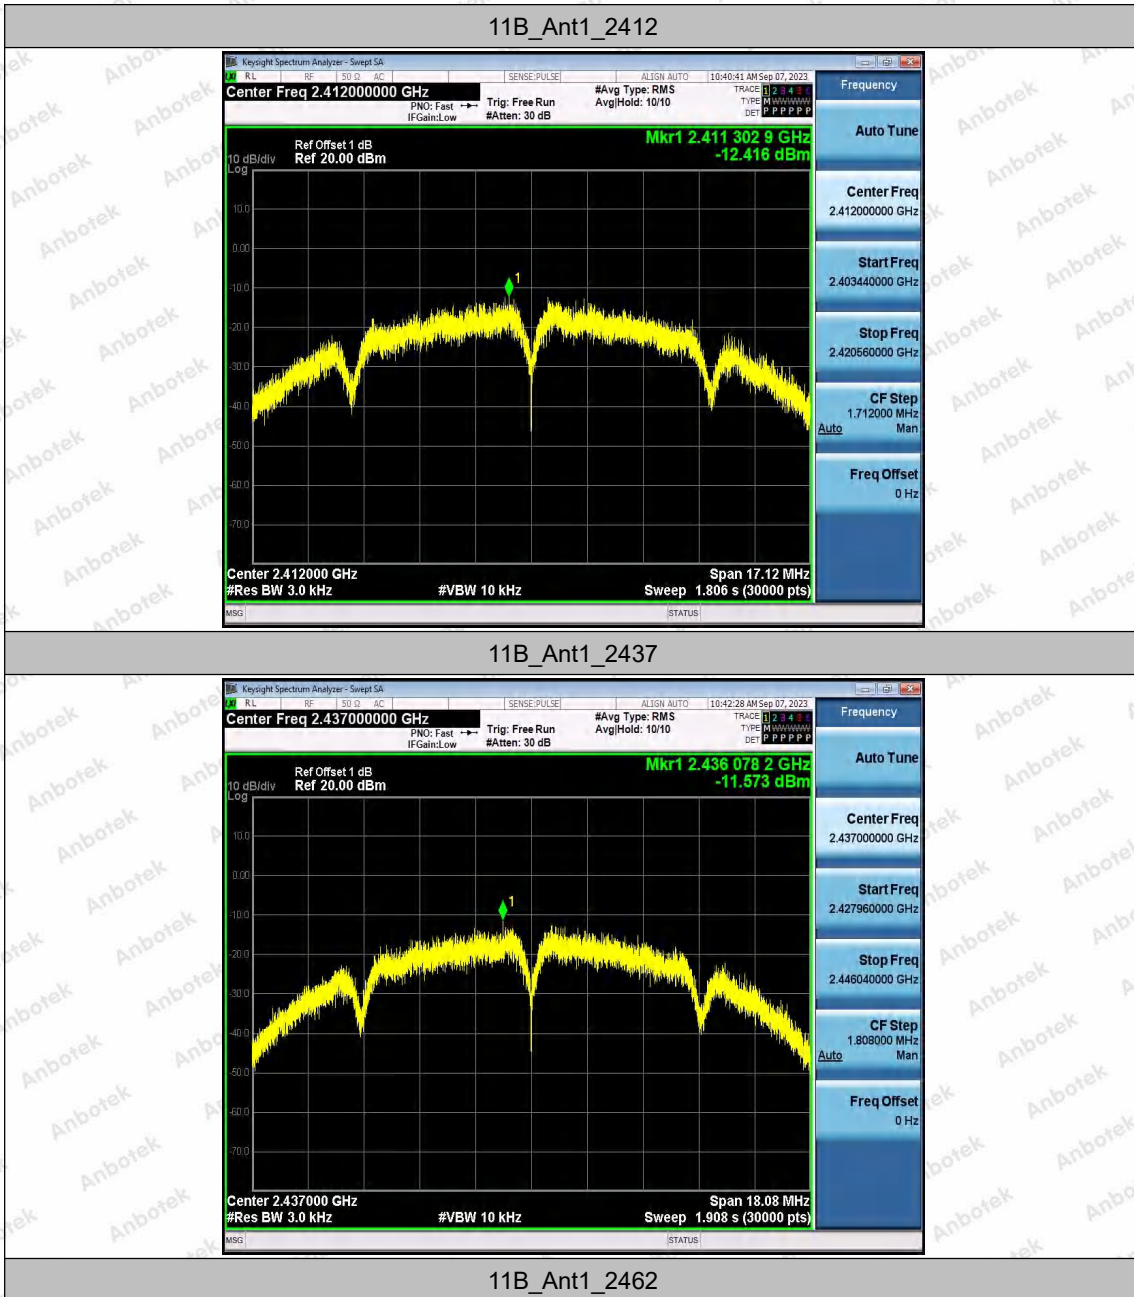 11B_Ant1_2412
Keysight Spectrum Analyzer - Swept SA
LXI RL RF 50 Ω AC SENSE:PULSE ALIGN AUTO 10:40:41 AM Sep 07, 2023
Center Freq 2.412000000 GHz
PNO: Fast
IFGain:Low
Trig: Free Run
#Atten: 30 dB
#Avg Type: RMS
Avg|Hold: 10/10
TRACE 1 2 3 4 5 6
TYPE M WWWWW
DET P P P P P P
Frequency
Mkr1 2.411 302 9 GHz
-12.416 dBm
Ref Offset 1 dB
10 dB/div Ref 20.00 dBm
Log
10.0
0.00
-10.0
-20.0
-30.0
-40.0
-50.0
-60.0
-70.0
1
Center 2.412000 GHz Span 17.12 MHz
#Res BW 3.0 kHz #VBW 10 kHz Sweep 1.806 s (30000 pts)
MSG STATUS
Auto Tune
Center Freq
2.412000000 GHz
Start Freq
2.403440000 GHz
Stop Freq
2.420560000 GHz
CF Step
1.712000 MHz
Auto Man
Freq Offset
0 Hz
11B_Ant1_2437
Keysight Spectrum Analyzer - Swept SA
LXI RL RF 50 Ω AC SENSE:PULSE ALIGN AUTO 10:42:28 AM Sep 07, 2023
Center Freq 2.437000000 GHz
PNO: Fast
IFGain:Low
Trig: Free Run
#Atten: 30 dB
#Avg Type: RMS
Avg|Hold: 10/10
TRACE 1 2 3 4 5 6
TYPE M WWWWW
DET P P P P P P
Frequency
Mkr1 2.436 078 2 GHz
-11.573 dBm
Ref Offset 1 dB
10 dB/div Ref 20.00 dBm
Log
10.0
0.00
-10.0
-20.0
-30.0
-40.0
-50.0
-60.0
-70.0
1
Center 2.437000 GHz Span 18.08 MHz
#Res BW 3.0 kHz #VBW 10 kHz Sweep 1.908 s (30000 pts)
MSG STATUS
Auto Tune
Center Freq
2.437000000 GHz
Start Freq
2.427960000 GHz
Stop Freq
2.446040000 GHz
CF Step
1.808000 MHz
Auto Man
Freq Offset
0 Hz
11B_Ant1_2462
Anbotek